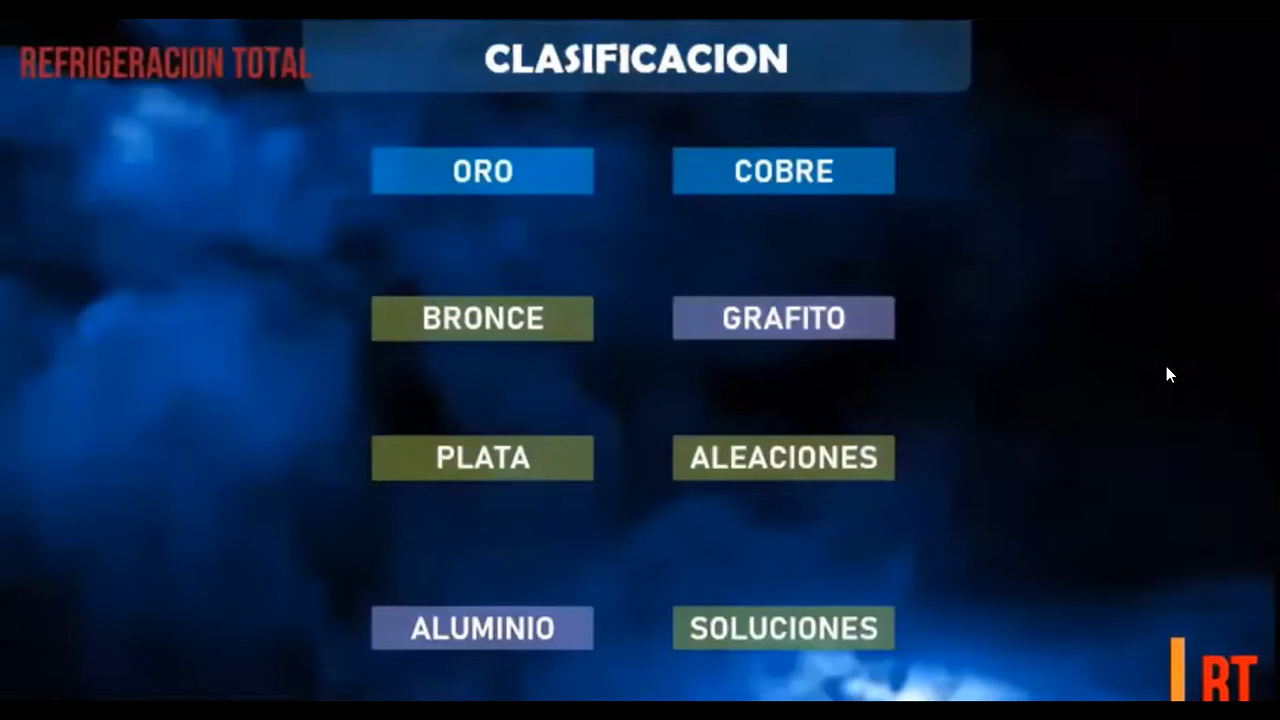 REFRIGERACION TOTAL
CLASIFICACION
ORO
COBRE
BRONCE
GRAFITO
PLATA
ALEACIONES
ALUMINIO
SOLUCIONES
RT